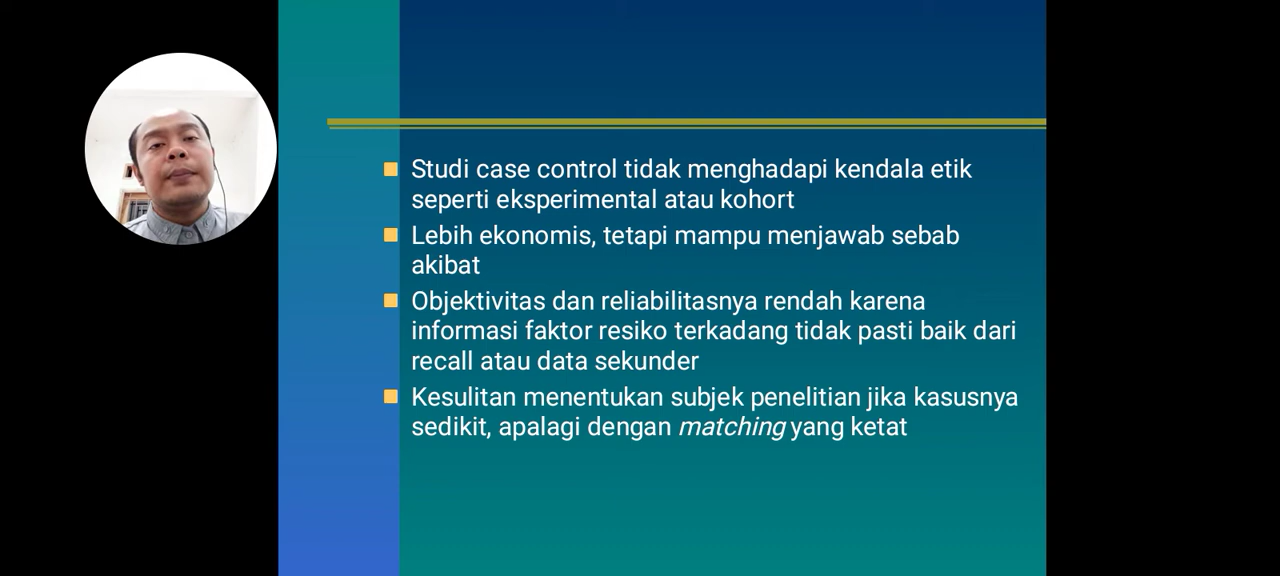 Studi case control tidak menghadapi kendala etik
seperti eksperimental atau kohort
Lebih ekonomis, tetapi mampu menjawab sebab
akibat
Objektivitas dan reliabilitasnya rendah karena
informasi faktor resiko terkadang tidak pasti baik dari
recall atau data sekunder
Kesulitan menentukan subjek penelitian jika kasusnya
sedikit, apalagi dengan matching yang ketat